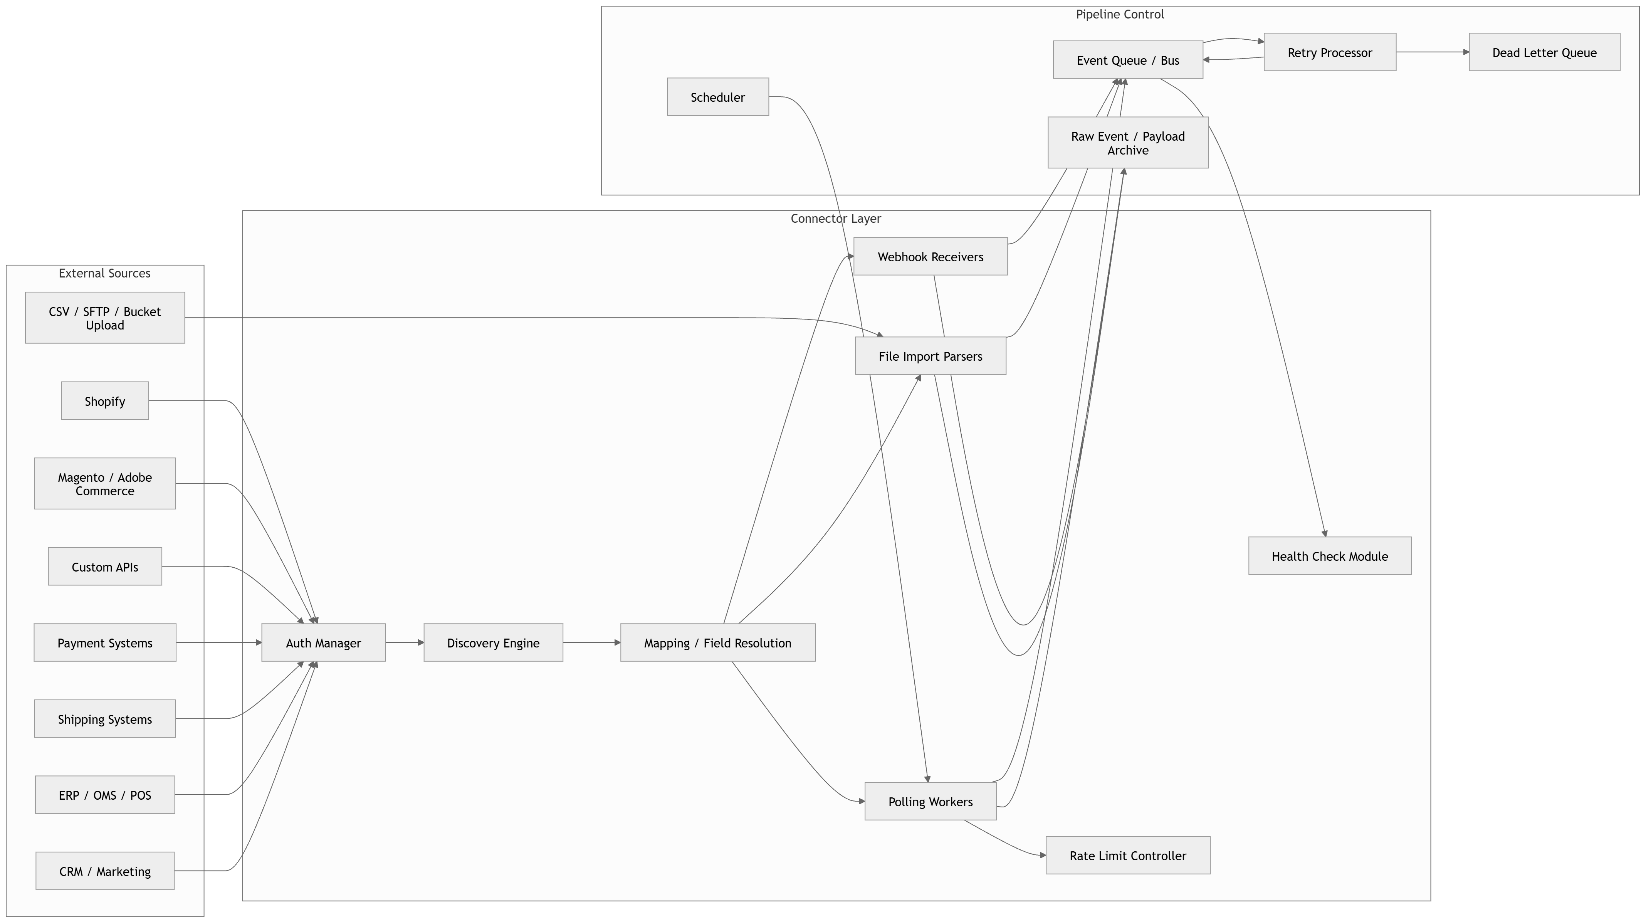 Pipeline Control
Event Queue / Bus
Retry Processor
Dead Letter Queue
Scheduler
Raw Event / Payload
Archive
Connector Layer
Webhook Receivers
External Sources
CSV / SFTP / Bucket
Upload
File Import Parsers
Shopify
Magento / Adobe
Commerce
Custom APIs
Health Check Module
Payment Systems
Auth Manager
Discovery Engine
Mapping / Field Resolution
Shipping Systems
ERP / OMS / POS
Polling Workers
CRM / Marketing
Rate Limit Controller